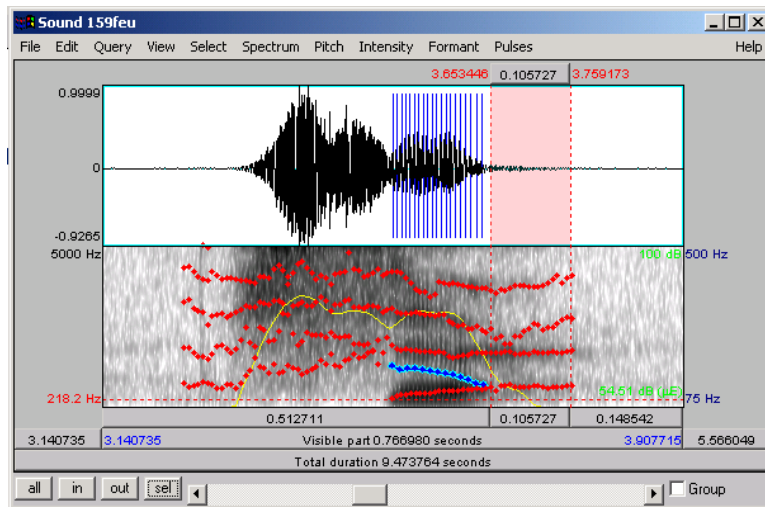 Sound 159feu
File Edit Query View Select Spectrum Pitch Intensity Formant Pulses Help
3.653446 0.105727 3.759173
0.9999
0
-0.9265
5000 Hz 100 dB 500 Hz
218.2 Hz 54.51 dB (µE) 75 Hz
0.512711 0.105727 0.148542
3.140735 3.140735 Visible part 0.766980 seconds 3.907715 5.566049
Total duration 9.473764 seconds
all in out sel Group